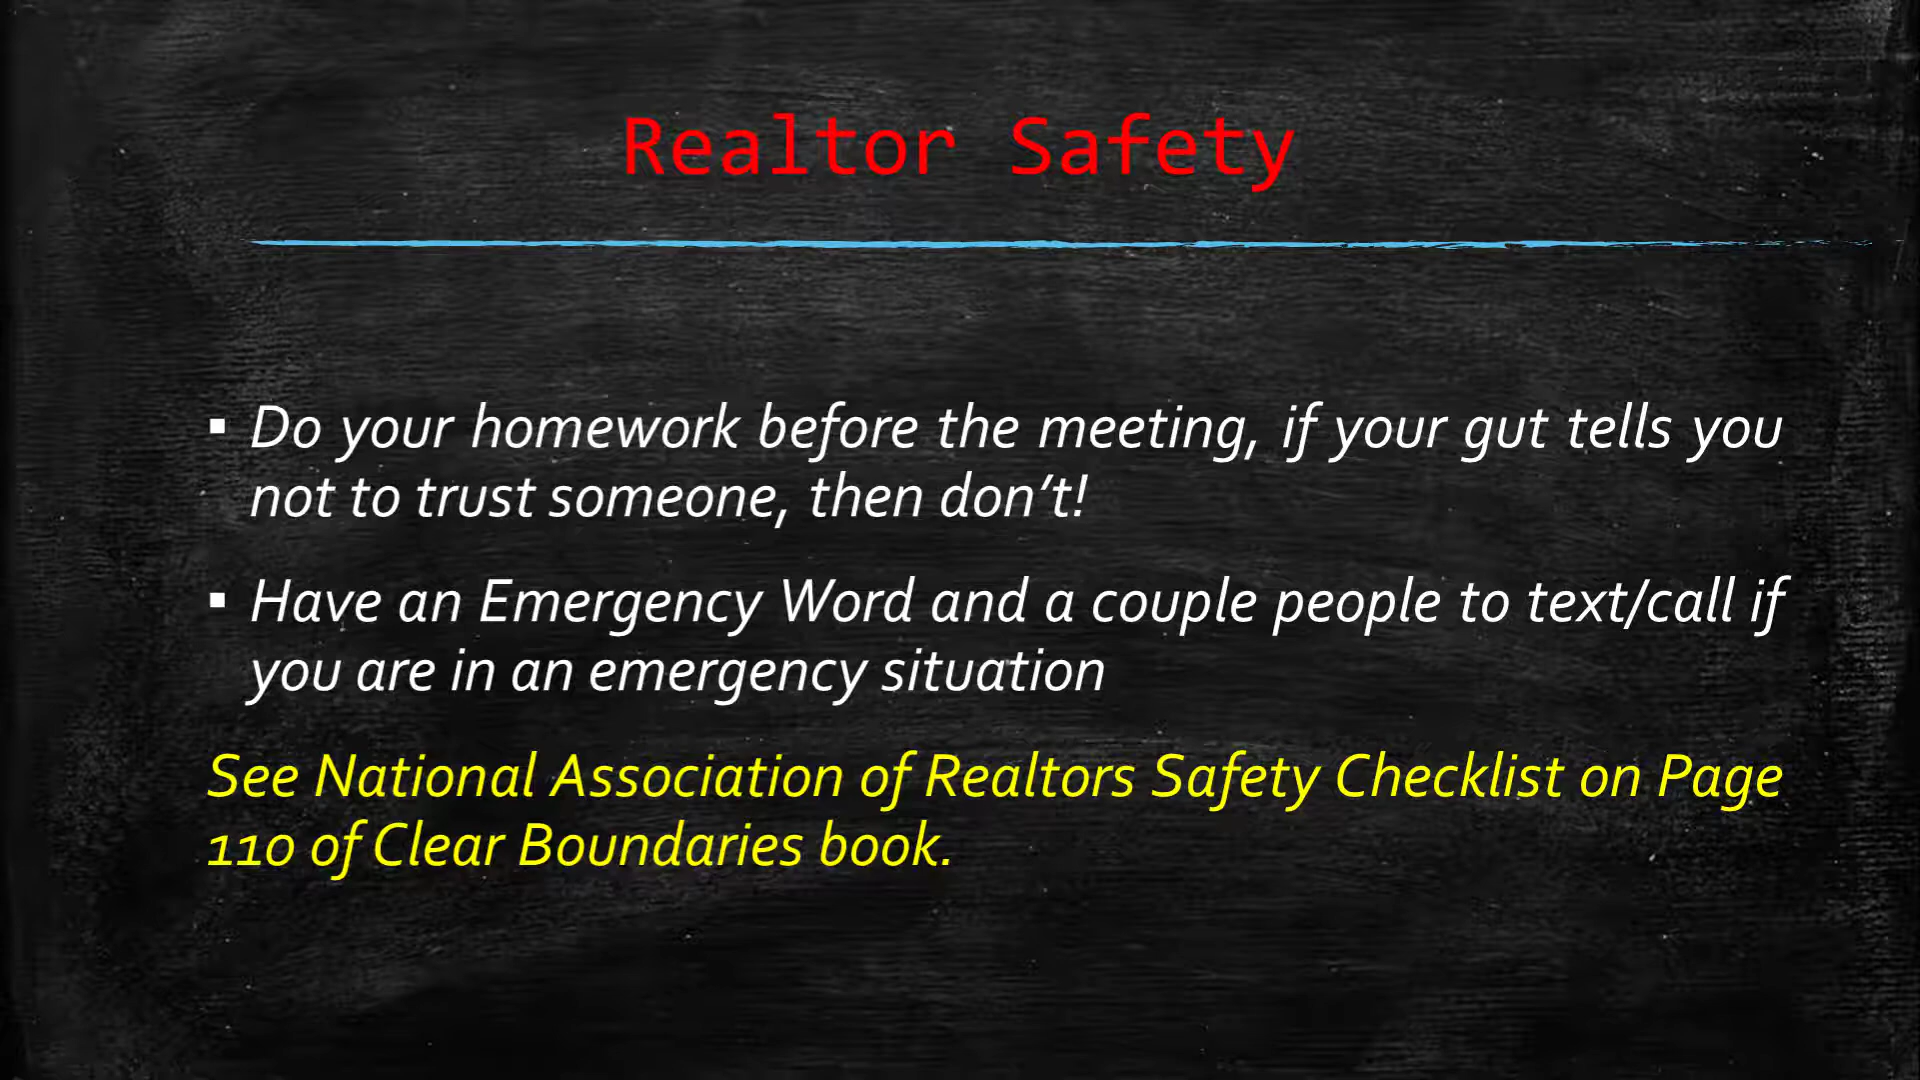 Realtor Safety
▪ Do your homework before the meeting, if your gut tells you
not to trust someone, then don’t!
▪ Have an Emergency Word and a couple people to text/call if
you are in an emergency situation
See National Association of Realtors Safety Checklist on Page
110 of Clear Boundaries book.